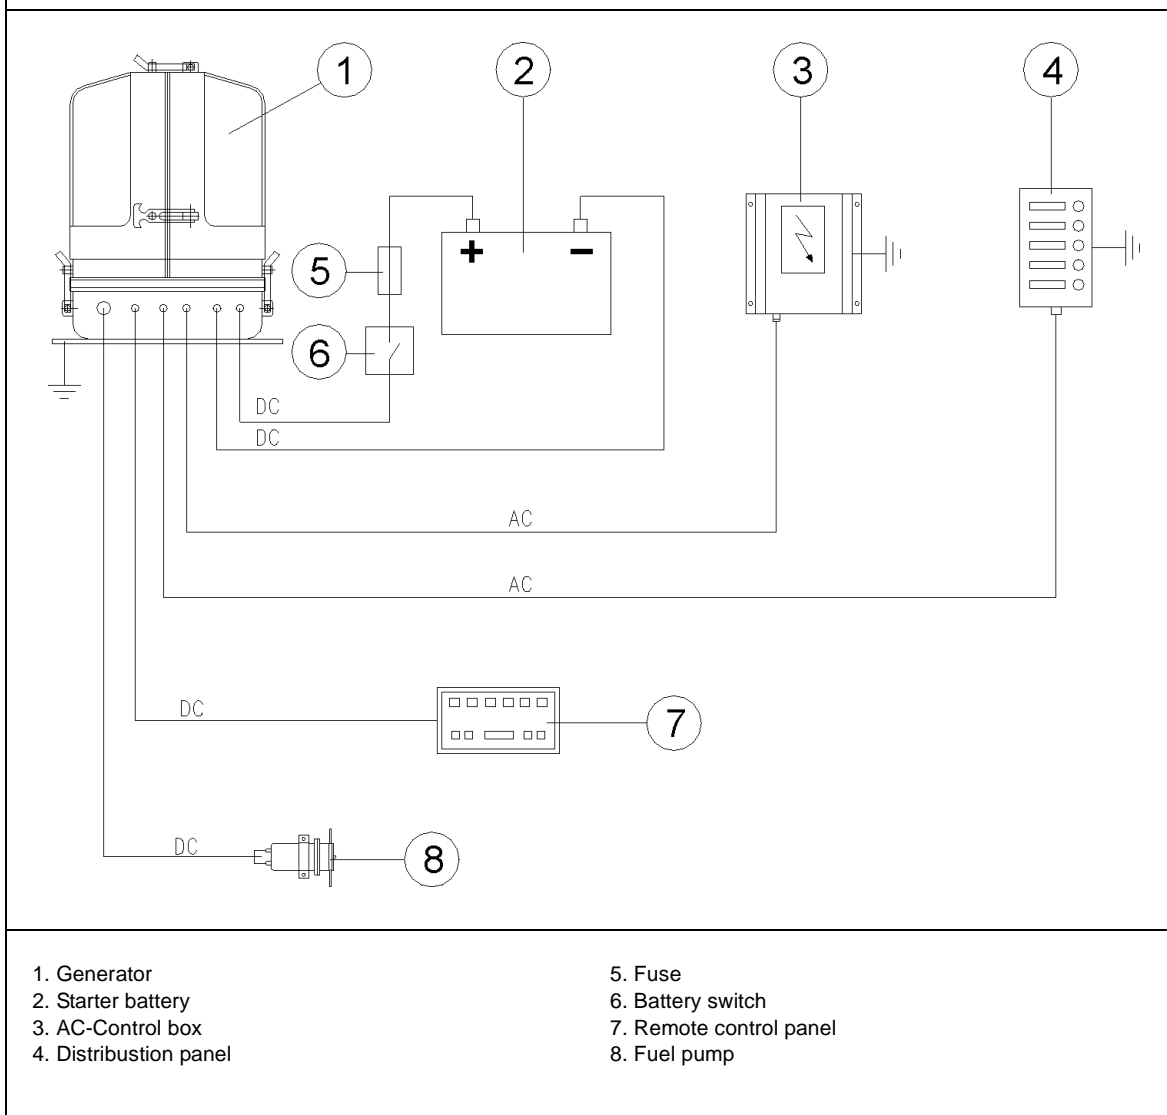 1
2
3
4
5
6
+
−
DC
DC
AC
AC
DC
7
DC
8
1. Generator
2. Starter battery
3. AC-Control box
4. Distribustion panel
5. Fuse
6. Battery switch
7. Remote control panel
8. Fuel pump